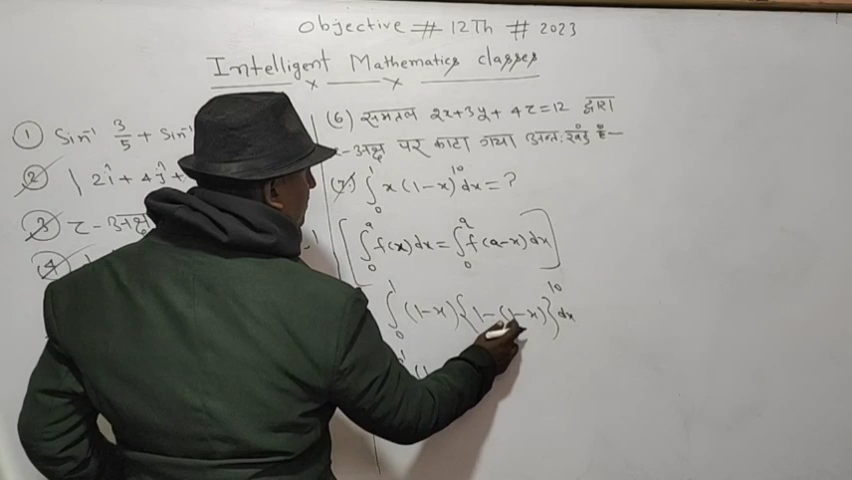 Objective # 12Th # 2023
Intelligent Mathematics classes
① Sin⁻¹ 3/5 + Sin⁻¹
② | 2î + 4ĵ +
③ z-अक्ष
④
(6) समतल 2x+3y+4z=12 द्वारा
x-अक्ष पर काटा गया अन्तः खंड है-
(7) ∫₀¹ x(1-x)¹⁰ dx = ?
[∫₀ᵃ f(x)dx = ∫₀ᵃ f(a-x)dx]
∫₀¹ (1-x){1-(1-x)}¹⁰ dx